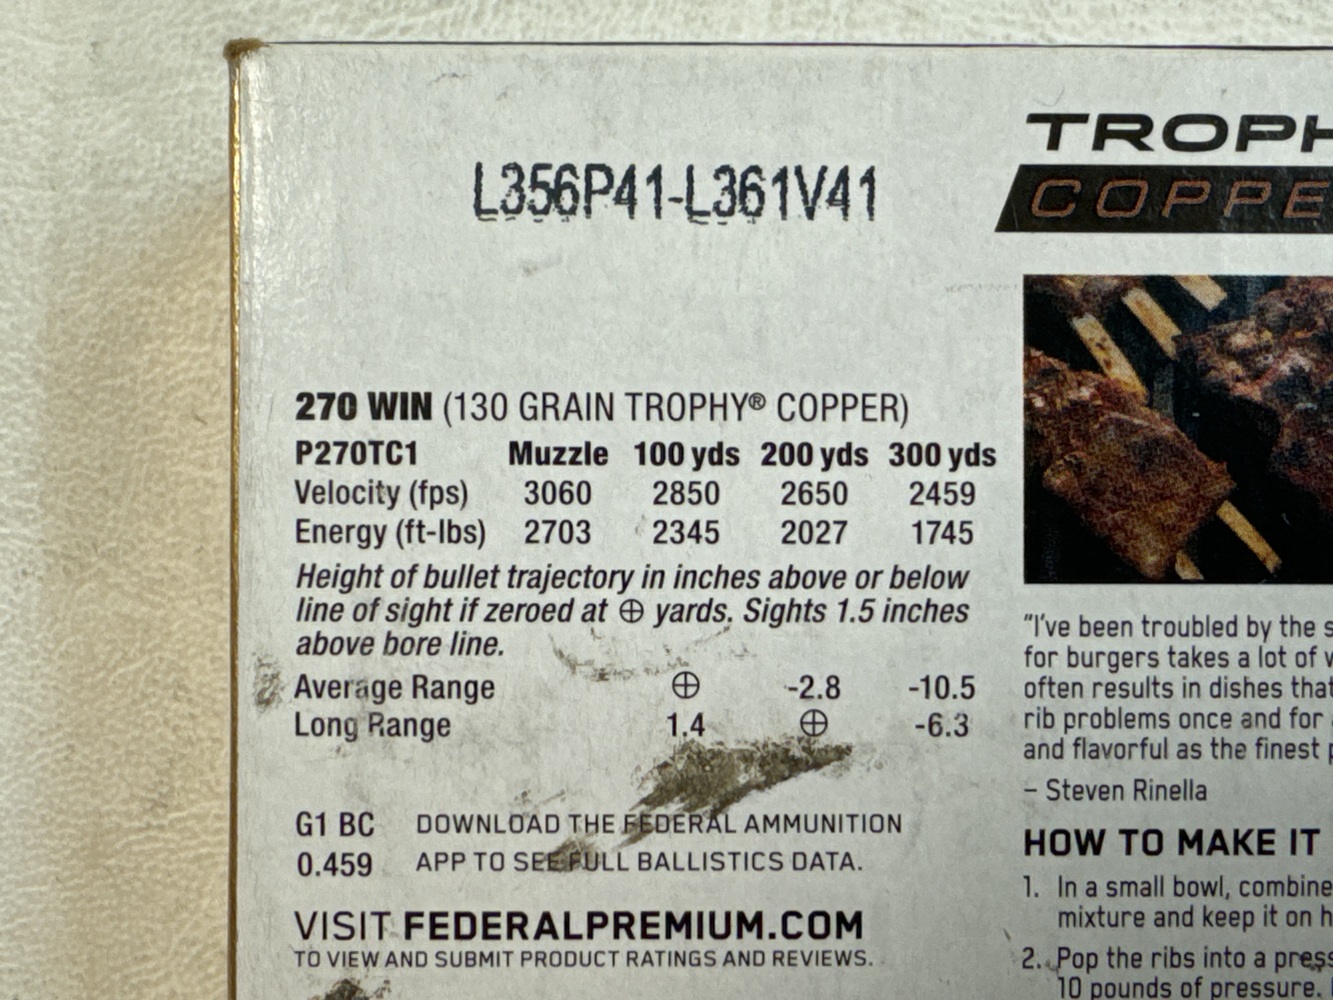 L356P41-L361V41
270 WIN (130 GRAIN TROPHY® COPPER)
P270TC1 Muzzle 100 yds 200 yds 300 yds
Velocity (fps) 3060 2850 2650 2459
Energy (ft-lbs) 2703 2345 2027 1745
Height of bullet trajectory in inches above or below
line of sight if zeroed at ⊕ yards. Sights 1.5 inches
above bore line.
Average Range ⊕ -2.8 -10.5
Long Range 1.4 ⊕ -6.3
G1 BC DOWNLOAD THE FEDERAL AMMUNITION
0.459 APP TO SEE FULL BALLISTICS DATA.
VISIT FEDERALPREMIUM.COM
TO VIEW AND SUBMIT PRODUCT RATINGS AND REVIEWS.
TROPH
COPPE
"I've been troubled by the s
for burgers takes a lot of
often results in dishes that
rib problems once and for
and flavorful as the finest
– Steven Rinella
HOW TO MAKE IT
1. In a small bowl, combine
mixture and keep it on h
2. Pop the ribs into a press
10 pounds of pressure.